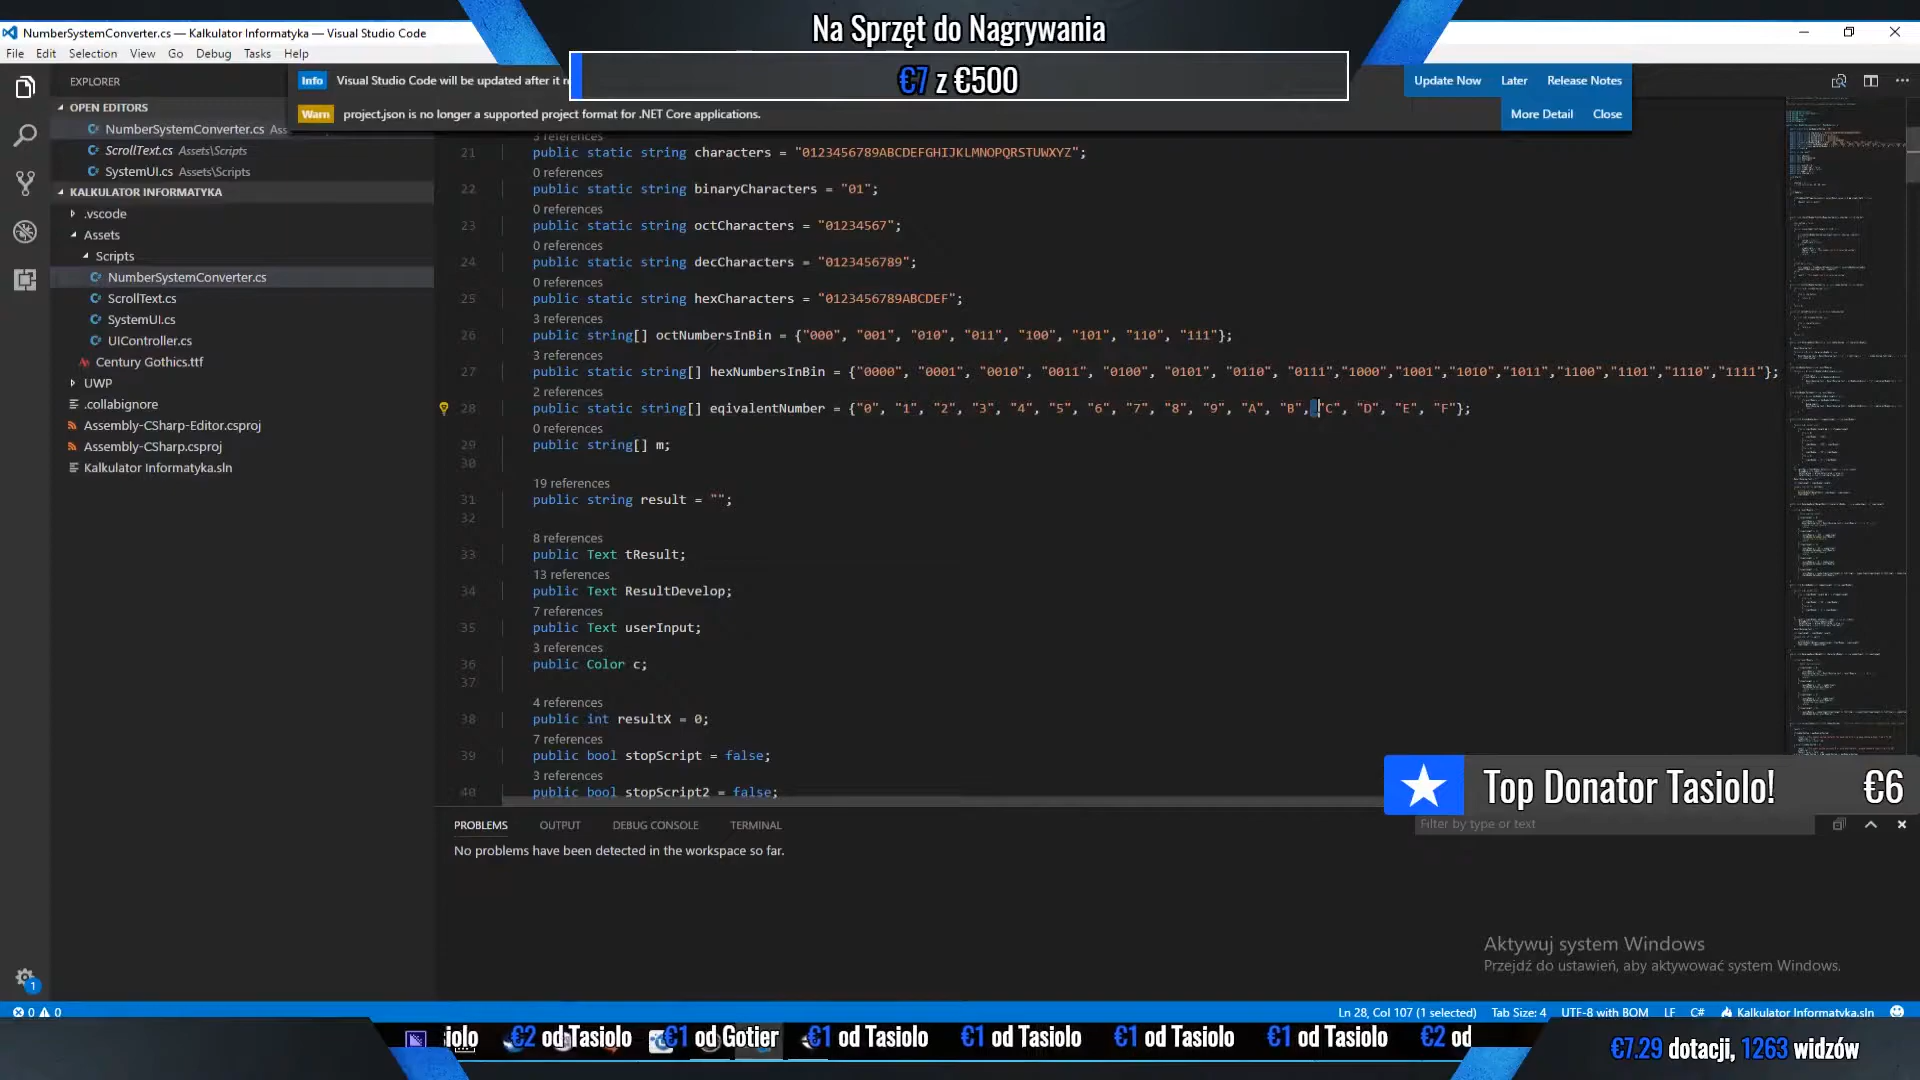 Na Sprzęt do Nagrywania
NumberSystemConverter.cs — Kalkulator Informatyka — Visual Studio Code
File Edit Selection View Go Debug Tasks Help
€7 z €500
EXPLORER
Info Visual Studio Code will be updated after it r
Update Now Later Release Notes
Warn project.json is no longer a supported project format for .NET Core applications.
More Detail Close
OPEN EDITORS
NumberSystemConverter.cs Ass
ScrollText.cs Assets\Scripts
SystemUI.cs Assets\Scripts
KALKULATOR INFORMATYKA
.vscode
Assets
Scripts
NumberSystemConverter.cs
ScrollText.cs
SystemUI.cs
UIController.cs
Century Gothics.ttf
UWP
.collabignore
Assembly-CSharp-Editor.csproj
Assembly-CSharp.csproj
Kalkulator Informatyka.sln
3 references
21 public static string characters = "0123456789ABCDEFGHIJKLMNOPQRSTUWXYZ";
0 references
22 public static string binaryCharacters = "01";
0 references
23 public static string octCharacters = "01234567";
0 references
24 public static string decCharacters = "0123456789";
0 references
25 public static string hexCharacters = "0123456789ABCDEF";
3 references
26 public string[] octNumbersInBin = {"000", "001", "010", "011", "100", "101", "110", "111"};
3 references
27 public static string[] hexNumbersInBin = {"0000", "0001", "0010", "0011", "0100", "0101", "0110", "0111","1000","1001","1010","1011","1100","1101","1110","1111"};
2 references
28 public static string[] eqivalentNumber = {"0", "1", "2", "3", "4", "5", "6", "7", "8", "9", "A", "B", "C", "D", "E", "F"};
0 references
29 public string[] m;
30
19 references
31 public string result = "";
32
8 references
33 public Text tResult;
13 references
34 public Text ResultDevelop;
7 references
35 public Text userInput;
3 references
36 public Color c;
37
4 references
38 public int resultX = 0;
7 references
39 public bool stopScript = false;
3 references
40 public bool stopScript2 = false;
Top Donator Tasiolo! €6
PROBLEMS OUTPUT DEBUG CONSOLE TERMINAL
Filter by type or text
No problems have been detected in the workspace so far.
Aktywuj system Windows
Przejdź do ustawień, aby aktywować system Windows.
1
0 0
Ln 28, Col 107 (1 selected) Tab Size: 4 UTF-8 with BOM LF C# Kalkulator Informatyka.sln
iolo €2 od Tasiolo €1 od Gotier €1 od Tasiolo €1 od Tasiolo €1 od Tasiolo €1 od Tasiolo €2 od
€7.29 dotacji, 1263 widzów